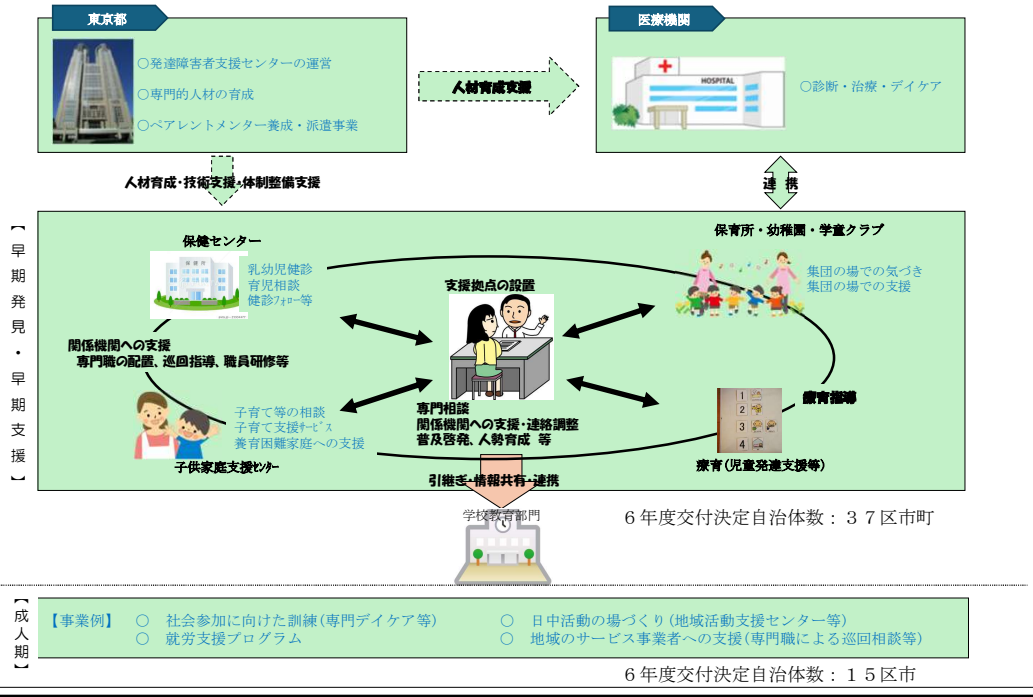 東京都
○発達障害者支援センターの運営
○専門的人材の育成
○ペアレントメンター養成・派遣事業
人材育成支援
医療機関
HOSPITAL
○診断・治療・デイケア
人材育成・技術支援・体制整備支援
連携
【早期発見・早期支援】
保健センター
保健所
乳幼児健診
育児相談
健診ﾌｫﾛｰ等
支援拠点の設置
保育所・幼稚園・学童クラブ
集団の場での気づき
集団の場での支援
関係機関への支援
専門職の配置、巡回指導、職員研修等
子育て等の相談
子育て支援ｻｰﾋﾞｽ
養育困難家庭への支援
子供家庭支援ｾﾝﾀｰ
専門相談
関係機関への支援・連絡調整
普及啓発、人勢育成 等
1
2
3
4
療育指導
療育(児童発達支援等)
引継ぎ・情報共有・連携
学校教育部門
６年度交付決定自治体数：３７区市町
【成人期】
【事業例】 ○ 社会参加に向けた訓練(専門デイケア等)
○ 就労支援プログラム
○ 日中活動の場づくり(地域活動支援センター等)
○ 地域のサービス事業者への支援(専門職による巡回相談等)
６年度交付決定自治体数：１５区市